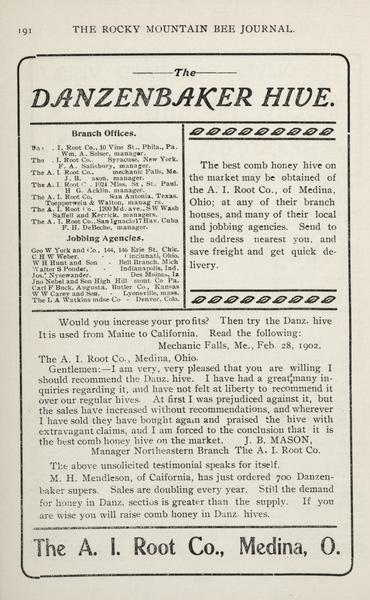 191 THE ROCKY MOUNTAIN BEE JOURNAL.
The
DANZENBAKER HIVE.
Branch Offices.
. I. Root Co., 10 Vine St., Phila., Pa.
Wm. A. Selser, manager.
The . I. Root Co. Syracuse, New York.
F. A. Salisbury, manager.
The A. I. Root Co., mechanic Falls, Me.
J. B. ason, manager.
The A. I. Root C . 1024 Miss. St., St. Paul.
H G. Acklin, manager.
The A. I. Root Co, San Antonio, Texas.
Toepperwein & Walton, manag rs.
The A. I. Root Co., 1200 Md. ave., S W Wash
Saffell and Kerrick, managers.
The A. I. Root Co., San Ignacio 17 Hav. Cuba
F. H. DeBeche, manager.
Jobbing Agencies.
Geo W York and Co., 144, 146 Erie St., Chic.
C H W Weber. - incinnati, Ohio.
W H Hunt and Son - Bell Branch, Mich
Walter S Pouder, - Indianapolis, Ind.
Jos. Nysewander. - Des Moines, Ia
Jno Nebel and Son High Hill mont Co Pa.
Carl F Buck, Augusta, Butler Co., Kansas
W W Carey and Son, - Lyonsville, mass.
The L A Watkins mdse Co - Denver, Colo.
The best comb honey hive on
the market may be obtained of
the A. I. Root Co., of Medina,
Ohio; at any of their branch
houses, and many of their local
and jobbing agencies. Send to
the address nearest you, and
save freight and get quick de-
livery.
Would you increase your profits? Then try the Danz. hive
It is used from Maine to California. Read the following:
Mechanic Falls, Me., Feb. 28, 1902.
The A. I. Root Co., Medina, Ohio.
Gentlemen:—I am very, very pleased that you are willing I
should recommend the Danz. hive. I have had a great many in-
quiries regarding it, and have not felt at liberty to recommend it
over our regular hives. At first I was prejudiced against it, but
the sales have increased without recommendations, and wherever
I have sold they have bought again and praised the hive with
extravagant claims, and I am forced to the conclusion that it is
the best comb honey hive on the market. J. B. MASON,
Manager Northeastern Branch The A. I. Root Co.
The above unsolicited testimonial speaks for itself.
M. H. Mendleson, of Caifornia, has just ordered 700 Dauzen-
baker supers. Sales are doubling every year. Still the demand
for honey in Danz. sectios is greater than the supply. If you
are wise you will raise comb honey in Danz. hives.
The A. I. Root Co., Medina, O.